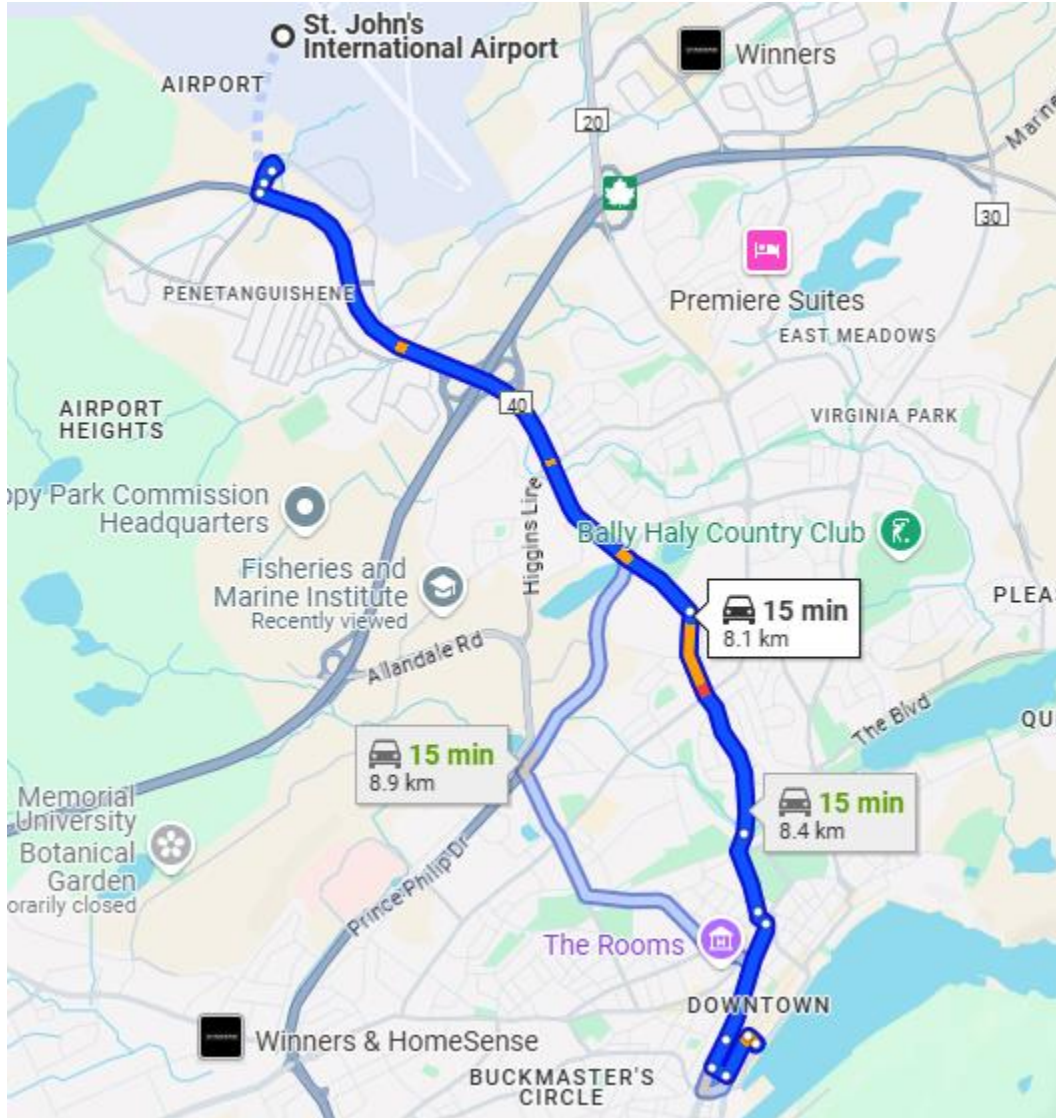 St. John's
International Airport
AIRPORT
Winners
20
Marine
30
PENETANGUISHENE
Premiere Suites
EAST MEADOWS
40
AIRPORT
HEIGHTS
VIRGINIA PARK
ppy Park Commission
Headquarters
Higgins Line
Bally Haly Country Club
Fisheries and
Marine Institute
Recently viewed
PLEA
15 min
8.1 km
Allandale Rd
The Blvd
QU
15 min
8.9 km
15 min
8.4 km
Memorial
University
Botanical
Garden
orarily closed
Prince Philip Dr
The Rooms
DOWNTOWN
Winners & HomeSense
BUCKMASTER'S
CIRCLE